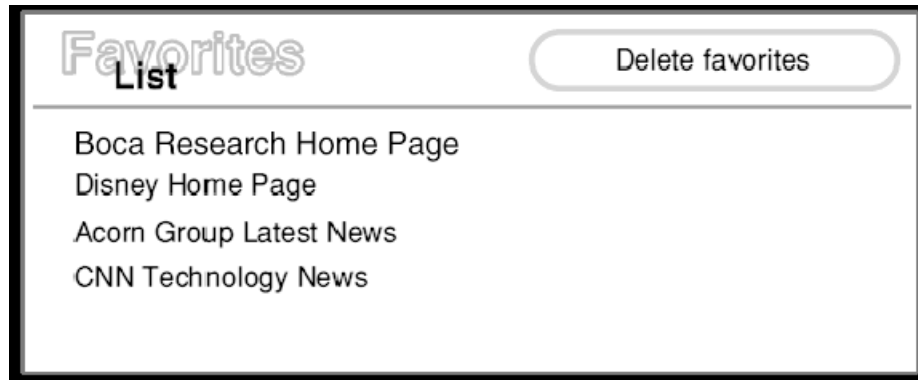 Favorites
List
Delete favorites
Boca Research Home Page
Disney Home Page
Acorn Group Latest News
CNN Technology News